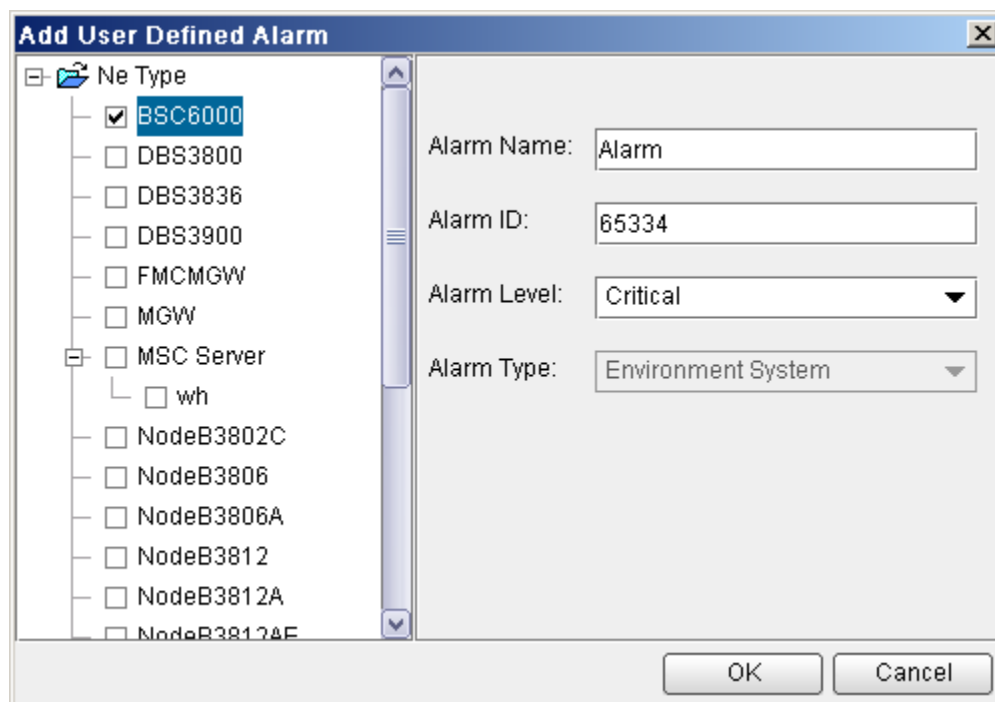 Add User Defined Alarm
Ne Type
BSC6000
DBS3800
DBS3836
DBS3900
FMCMGW
MGW
MSC Server
wh
NodeB3802C
NodeB3806
NodeB3806A
NodeB3812
NodeB3812A
NodeB3812AE
Alarm Name: Alarm
Alarm ID: 65334
Alarm Level: Critical
Alarm Type: Environment System
OK Cancel